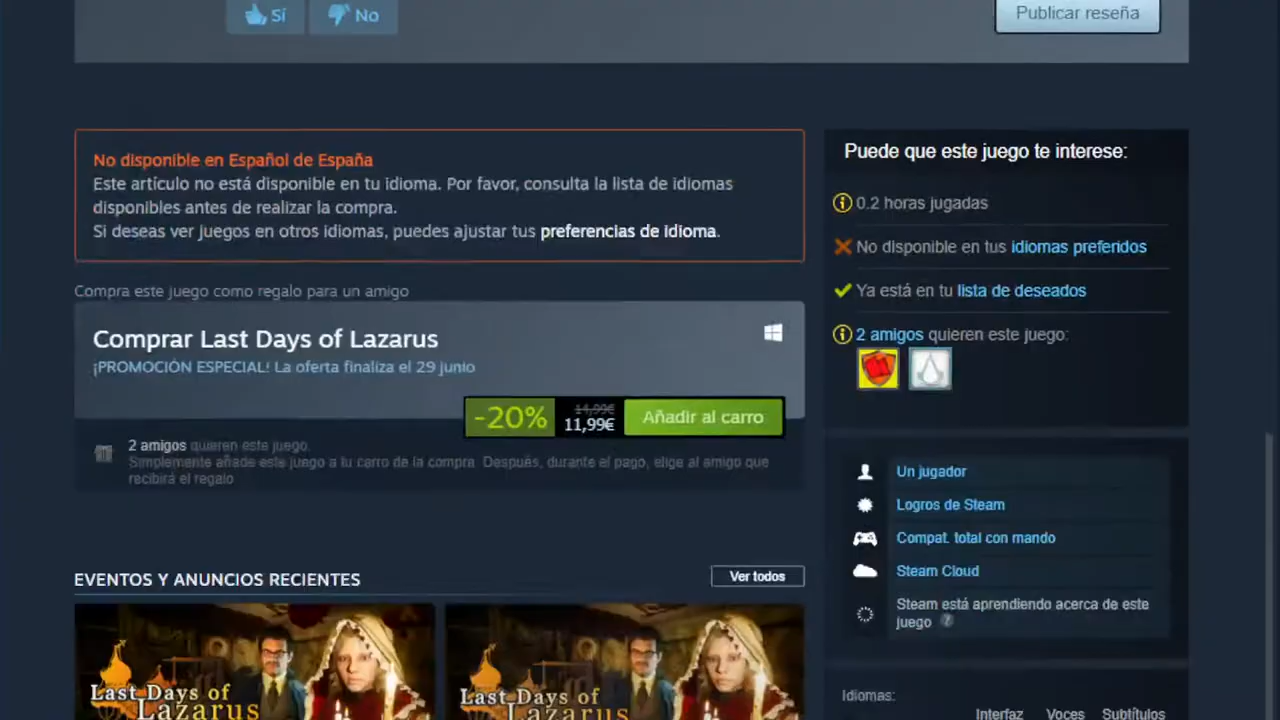 Sí
No
Publicar reseña
No disponible en Español de España
Este artículo no está disponible en tu idioma. Por favor, consulta la lista de idiomas
disponibles antes de realizar la compra.
Si deseas ver juegos en otros idiomas, puedes ajustar tus preferencias de idioma.
Compra este juego como regalo para un amigo
Comprar Last Days of Lazarus
¡PROMOCIÓN ESPECIAL! La oferta finaliza el 29 junio
-20%
14,99€
11,99€
Añadir al carro
2 amigos quieren este juego.
Simplemente añade este juego a tu carro de la compra. Después, durante el pago, elige al amigo que
recibirá el regalo
EVENTOS Y ANUNCIOS RECIENTES
Ver todos
Last Days of
Lazarus
Last Days of
Lazarus
Puede que este juego te interese:
0.2 horas jugadas
No disponible en tus idiomas preferidos
Ya está en tu lista de deseados
2 amigos quieren este juego:
Un jugador
Logros de Steam
Compat. total con mando
Steam Cloud
Steam está aprendiendo acerca de este
juego ?
Idiomas:
Interfaz Voces Subtítulos